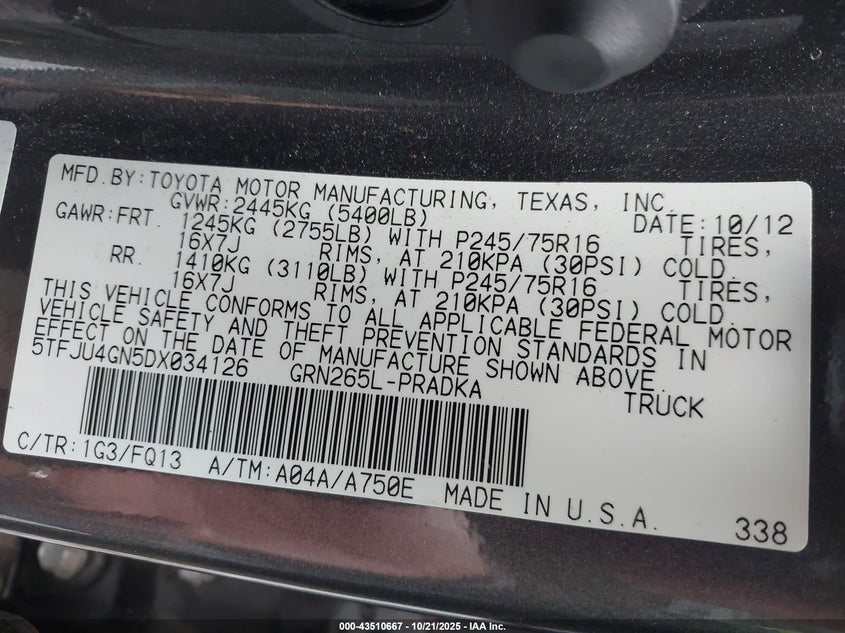 MFD.BY:TOYOTA MOTOR MANUFACTURING, TEXAS, INC.
GVWR:2445KG (5400LB) DATE:10/12
GAWR:FRT. 1245KG (2755LB) WITH P245/75R16 TIRES,
16X7J RIMS, AT 210KPA (30PSI) COLD.
RR. 1410KG (3110LB) WITH P245/75R16 TIRES,
16X7J RIMS, AT 210KPA (30PSI) COLD.
THIS VEHICLE CONFORMS TO ALL APPLICABLE FEDERAL MOTOR
VEHICLE SAFETY AND THEFT PREVENTION STANDARDS IN
EFFECT ON THE DATE OF MANUFACTURE SHOWN ABOVE.
5TFJU4GN5DX034126 GRN265L-PRADKA TRUCK
C/TR:1G3/FQ13 A/TM:A04A/A750E MADE IN U.S.A.
338
000-43510667 - 10/21/2025 - IAA Inc.